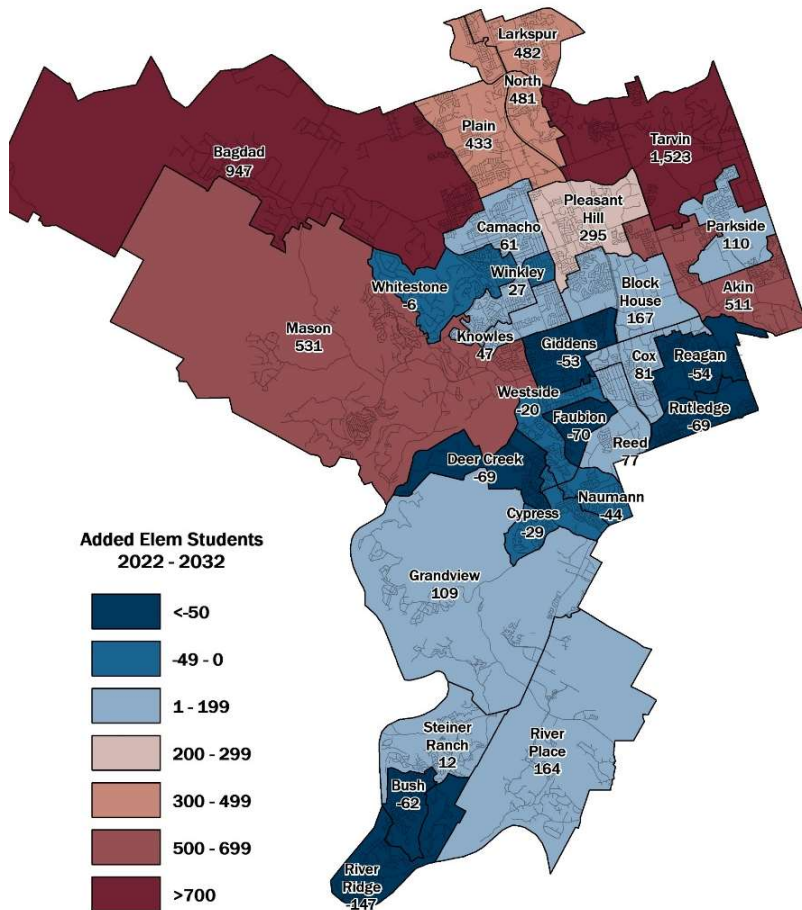 Larkspur
482
North
481
Plain
433
Tarvin
1,523
Bagdad
947
Pleasant
Hill
295
Camacho
61
Parkside
110
Winkley
27
Whitestone
-6
Block
House
167
Akin
511
Mason
531
Knowles
47
Giddens
-53
Cox
81
Reagan
-54
Westside
-20
Faubion
-70
Rutledge
-69
Reed
77
Deer Creek
-69
Naumann
-44
Cypress
-29
Grandview
109
Steiner
Ranch
12
River
Place
164
Bush
-62
River
Ridge
-147
Added Elem Students
2022 - 2032
<-50
-49 - 0
1 - 199
200 - 299
300 - 499
500 - 699
>700